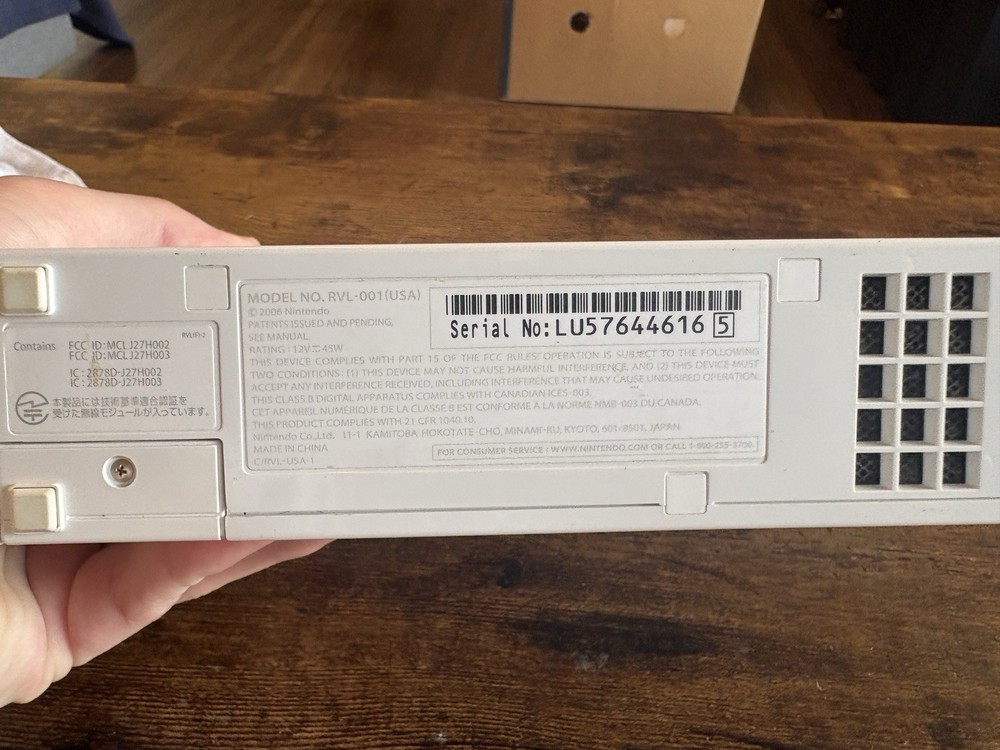 Contains
RVL(I)-2
FCC ID:MCLJ27H002
FCC ID:MCLJ27H003
IC:2878D-J27H002
IC:2878D-J27H003
本製品には技術基準適合認証を
受けた無線モジュールが入っています。
MODEL NO. RVL-001(USA)
© 2006 Nintendo
PATENTS ISSUED AND PENDING,
SEE MANUAL.
RATING: 12V⎓45W
Serial No:LU57644616 5
THIS DEVICE COMPLIES WITH PART 15 OF THE FCC RULES. OPERATION IS SUBJECT TO THE FOLLOWING
TWO CONDITIONS: (1) THIS DEVICE MAY NOT CAUSE HARMFUL INTERFERENCE, AND (2) THIS DEVICE MUST
ACCEPT ANY INTERFERENCE RECEIVED, INCLUDING INTERFERENCE THAT MAY CAUSE UNDESIRED OPERATION.
THIS CLASS B DIGITAL APPARATUS COMPLIES WITH CANADIAN ICES-003.
CET APPAREIL NUMÉRIQUE DE LA CLASSE B EST CONFORME À LA NORME NMB-003 DU CANADA.
THIS PRODUCT COMPLIES WITH 21 CFR 1040.10.
Nintendo Co., Ltd. 11-1 KAMITOBA HOKOTATE-CHO, MINAMI-KU, KYOTO, 601-8501, JAPAN
MADE IN CHINA
C/RVL-USA-1
FOR CONSUMER SERVICE : WWW.NINTENDO.COM OR CALL 1-800-255-3700.